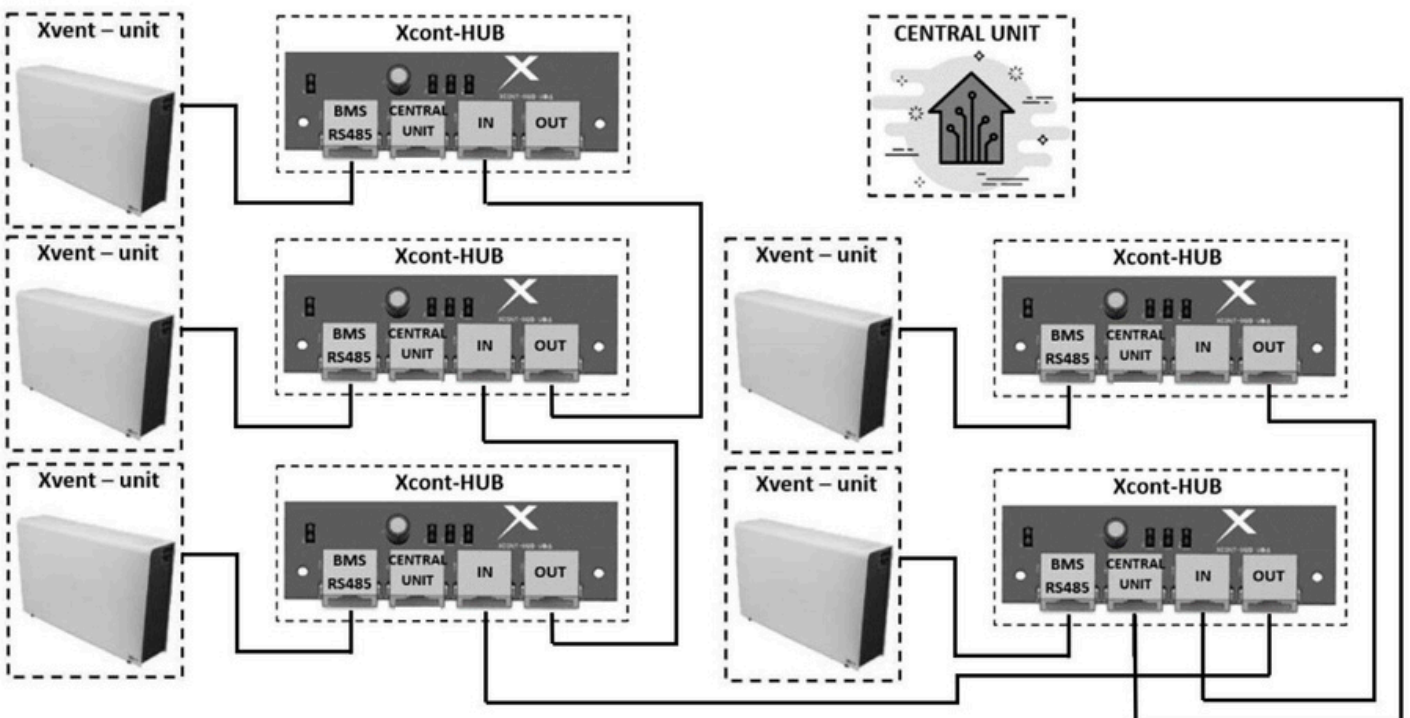 Xvent – unit
Xcont-HUB
BMS
RS485
CENTRAL
UNIT
IN
OUT
CENTRAL UNIT
Xvent – unit
Xcont-HUB
BMS
RS485
CENTRAL
UNIT
IN
OUT
Xvent – unit
Xcont-HUB
BMS
RS485
CENTRAL
UNIT
IN
OUT
Xvent – unit
Xcont-HUB
BMS
RS485
CENTRAL
UNIT
IN
OUT
Xvent – unit
Xcont-HUB
BMS
RS485
CENTRAL
UNIT
IN
OUT